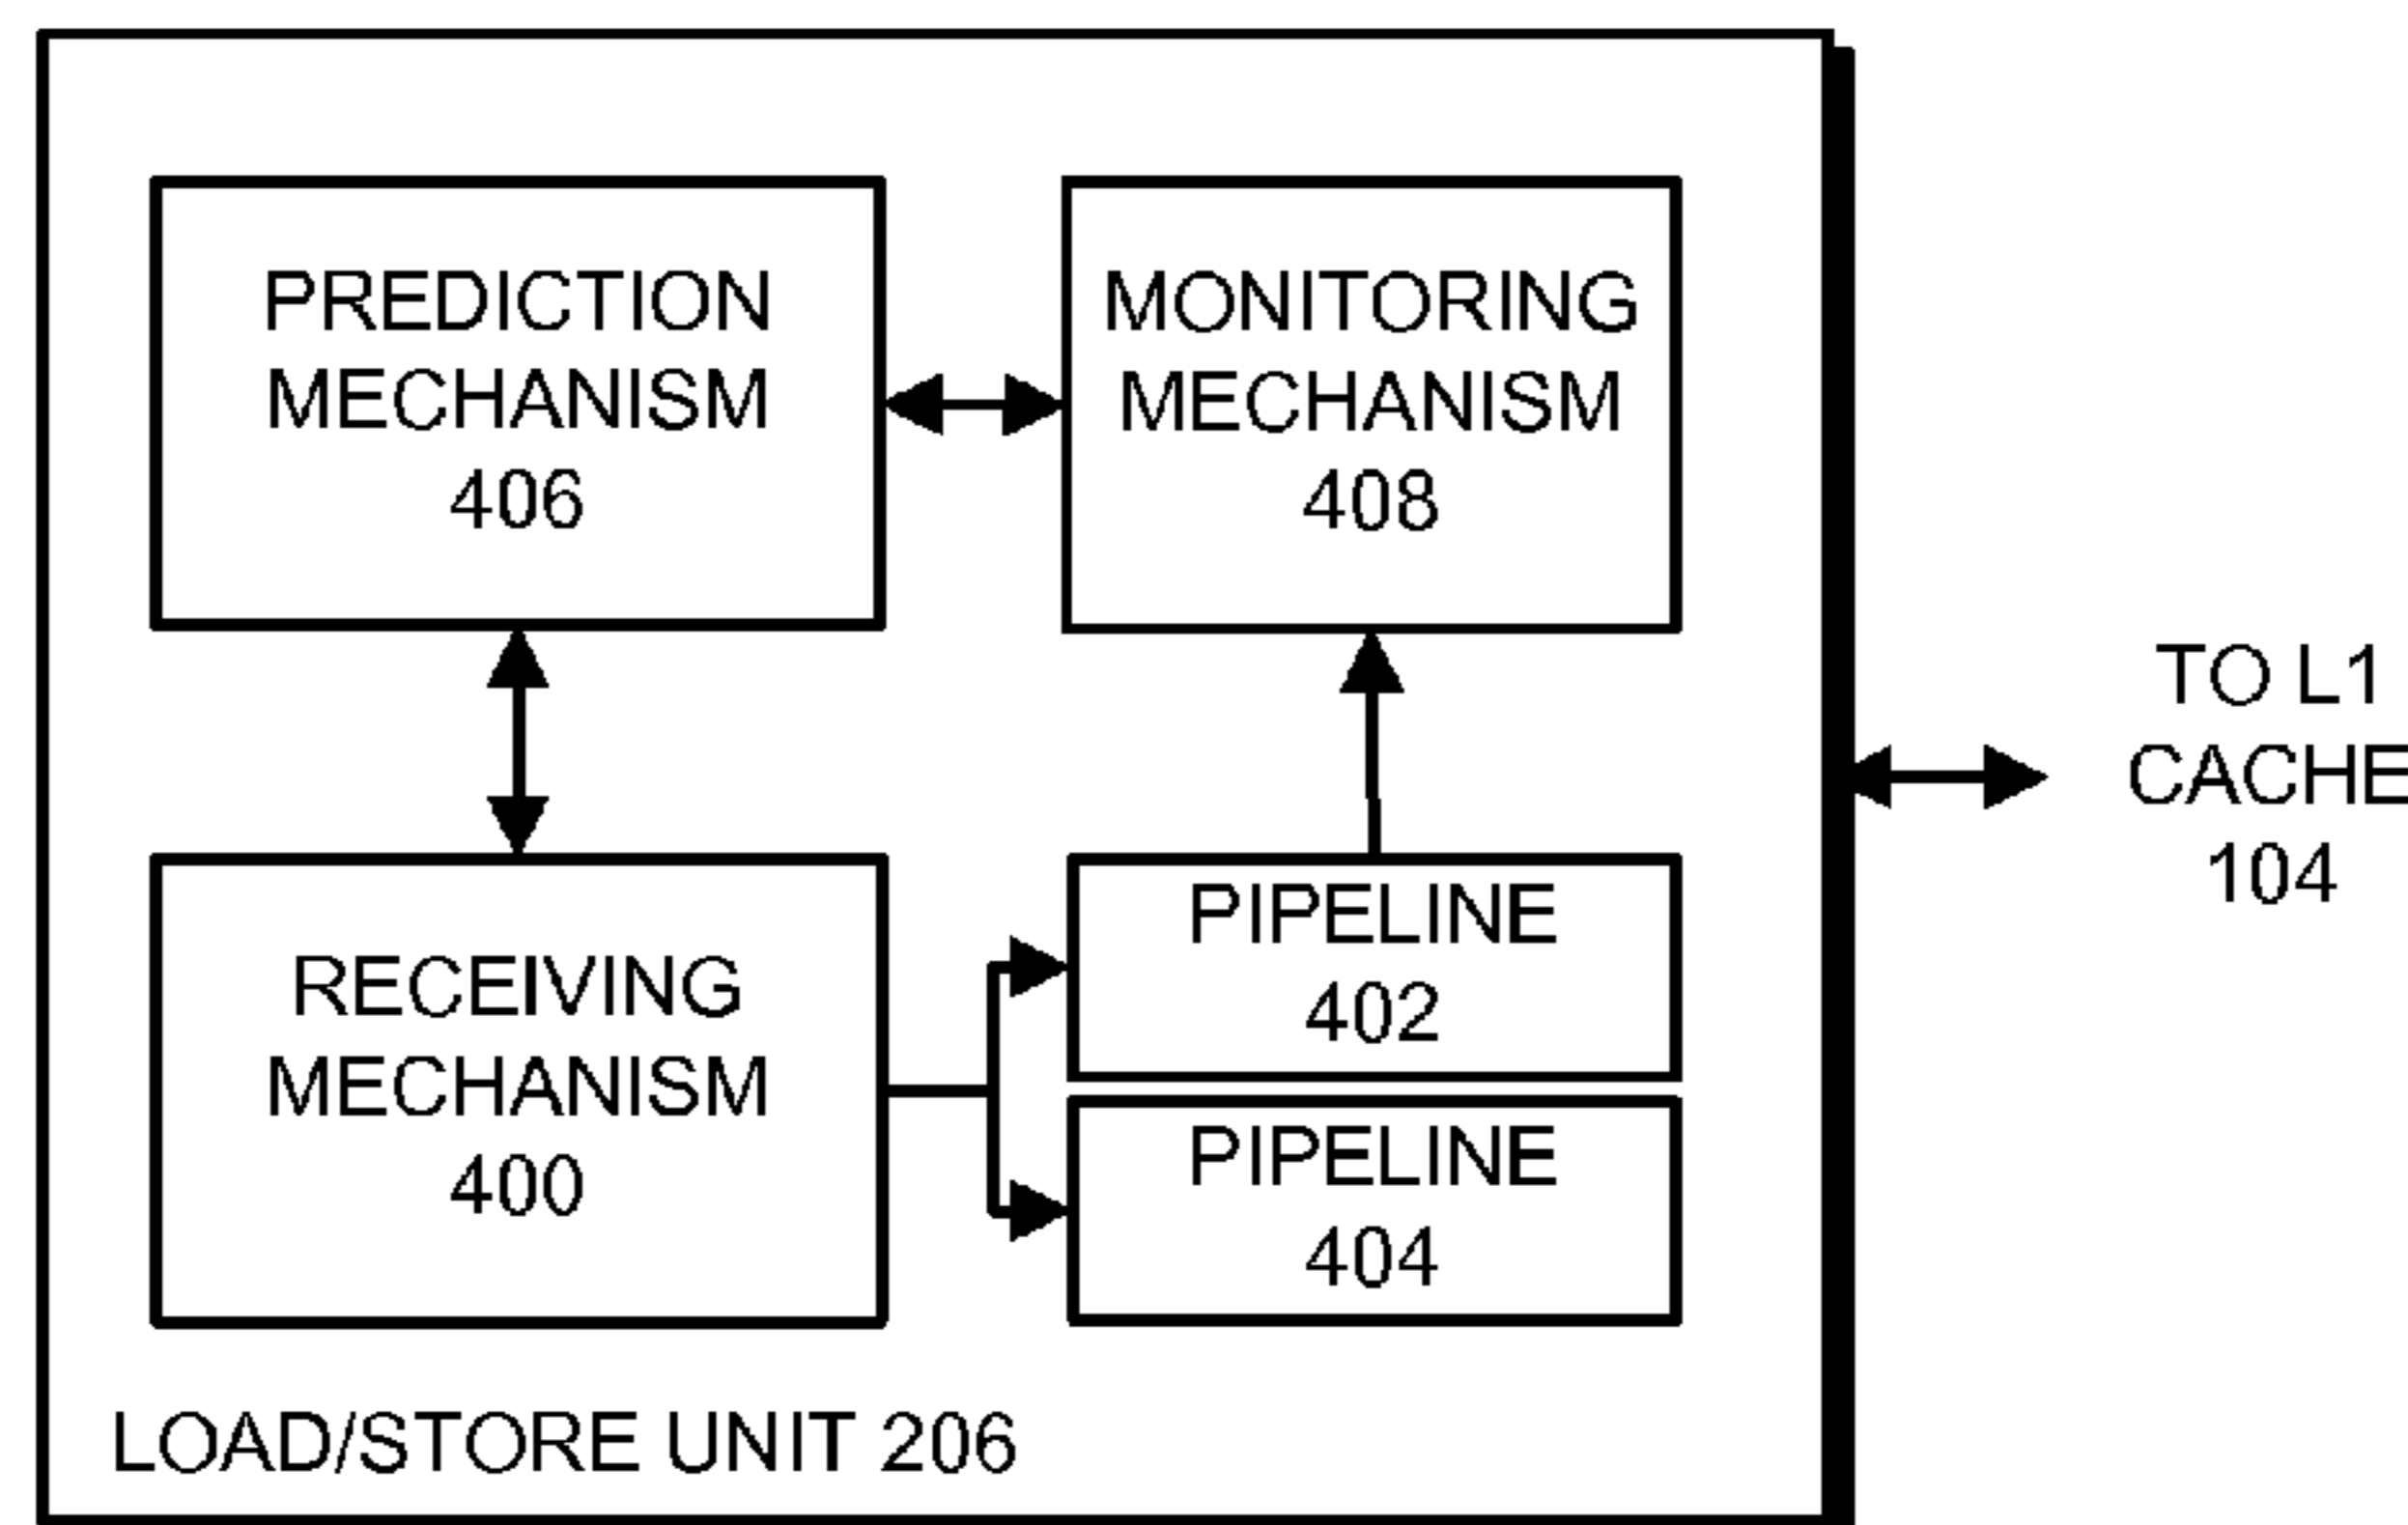 PREDICTION
MECHANISM
406
MONITORING
MECHANISM
408
TO L1
CACHE
104
RECEIVING
MECHANISM
400
PIPELINE
402
PIPELINE
404
LOAD/STORE UNIT 206